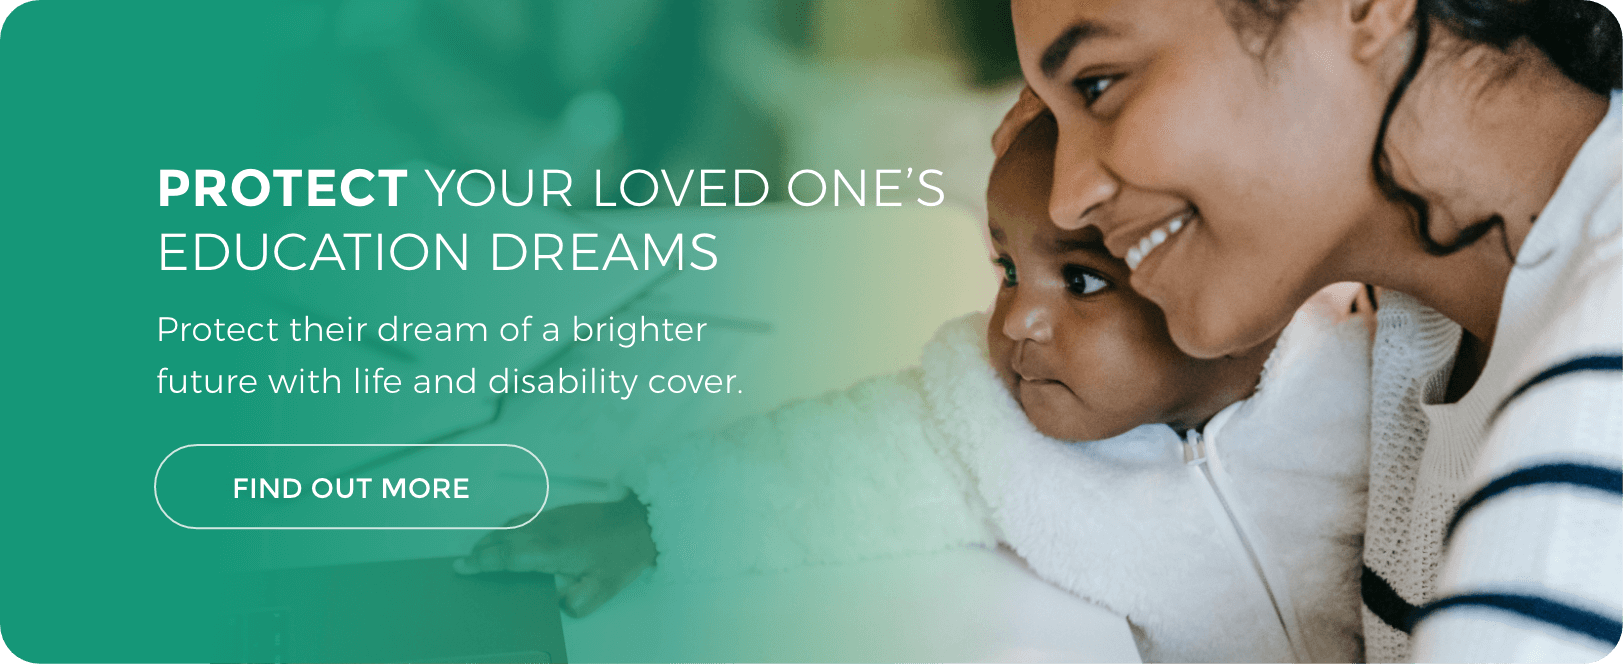 PROTECT YOUR LOVED ONE’S
EDUCATION DREAMS
Protect their dream of a brighter
future with life and disability cover.
FIND OUT MORE